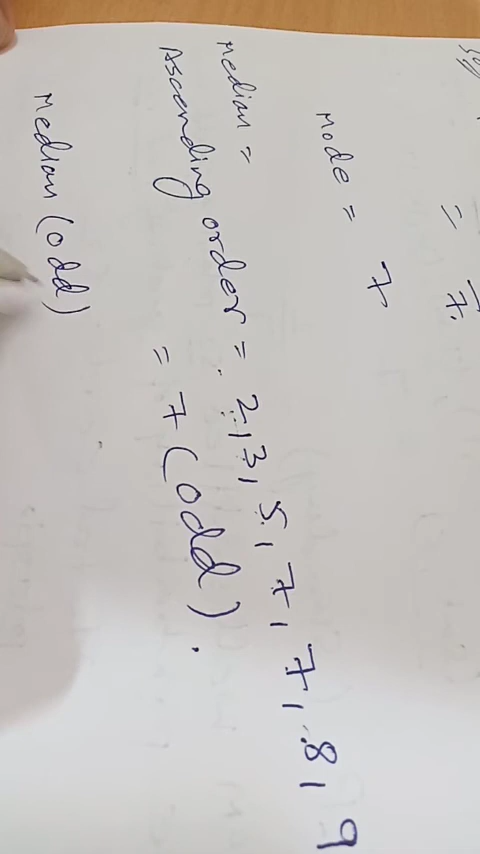 = 7.
Mode = 7
Median =
Ascending order = 2, 3, 5, 7, 7, 8, 9
= 7 (odd).
Median (odd)